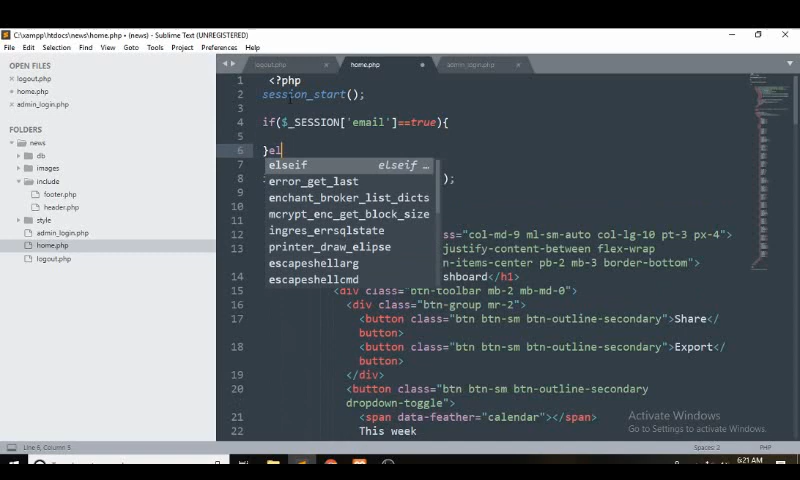 C:\xampp\htdocs\news\home.php • (news) - Sublime Text (UNREGISTERED)
File Edit Selection Find View Goto Tools Project Preferences Help
OPEN FILES
logout.php
home.php
admin_login.php
FOLDERS
news
db
images
include
footer.php
header.php
style
admin_login.php
home.php
logout.php
logout.php home.php admin_login.php
1 <?php
2 session_start();
3
4 if($_SESSION['email']==true){
5
6 }el
elseif elseif …
7
error_get_last
8 );
enchant_broker_list_dicts
9
mcrypt_enc_get_block_size
10
ingres_errsqlstate
11
12 ss="col-md-9 ml-sm-auto col-lg-10 pt-3 px-4">
printer_draw_elipse
13 justify-content-between flex-wrap
escapeshellarg
n-items-center pb-2 mb-3 border-bottom">
escapeshellcmd
14 shboard</h1>
15 <div class="btn-toolbar mb-2 mb-md-0">
16 <div class="btn-group mr-2">
17 <button class="btn btn-sm btn-outline-secondary">Share</
button>
18 <button class="btn btn-sm btn-outline-secondary">Export</
button>
19 </div>
20 <button class="btn btn-sm btn-outline-secondary
dropdown-toggle">
21 <span data-feather="calendar"></span>
22 This week
Activate Windows
Go to Settings to activate Windows.
Line 6, Column 3 Spaces: 2 PHP
6:21 AM